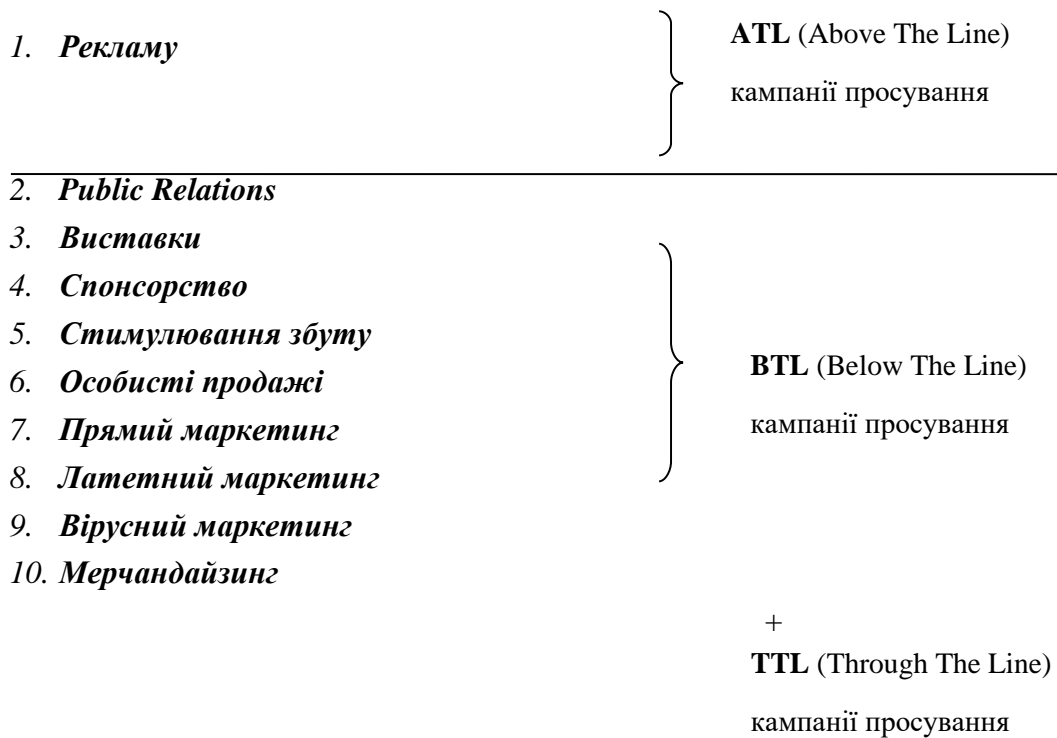 1. Рекламу
ATL (Above The Line)
кампанії просування
2. Public Relations
3. Виставки
4. Спонсорство
5. Стимулювання збуту
6. Особисті продажі
7. Прямий маркетинг
8. Латетний маркетинг
9. Вірусний маркетинг
10. Мерчандайзинг
BTL (Below The Line)
кампанії просування
+
TTL (Through The Line)
кампанії просування